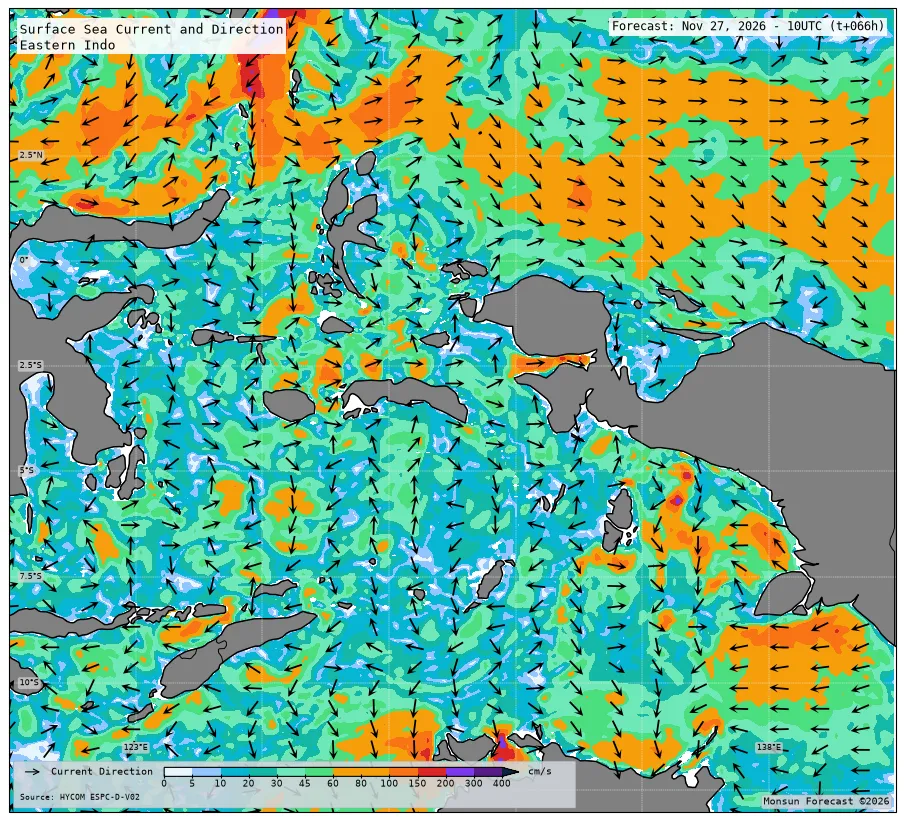 Surface Sea Current and Direction
Eastern Indo
Forecast: Nov 27, 2026 - 10UTC (t+066h)
2.5°N
0°
2.5°S
5°S
7.5°S
10°S
123°E
138°E
Current Direction
0 5 10 20 30 45 60 80 100 150 200 300 400
cm/s
Source: HYCOM ESPC-D-V02
Monsun Forecast ©2026